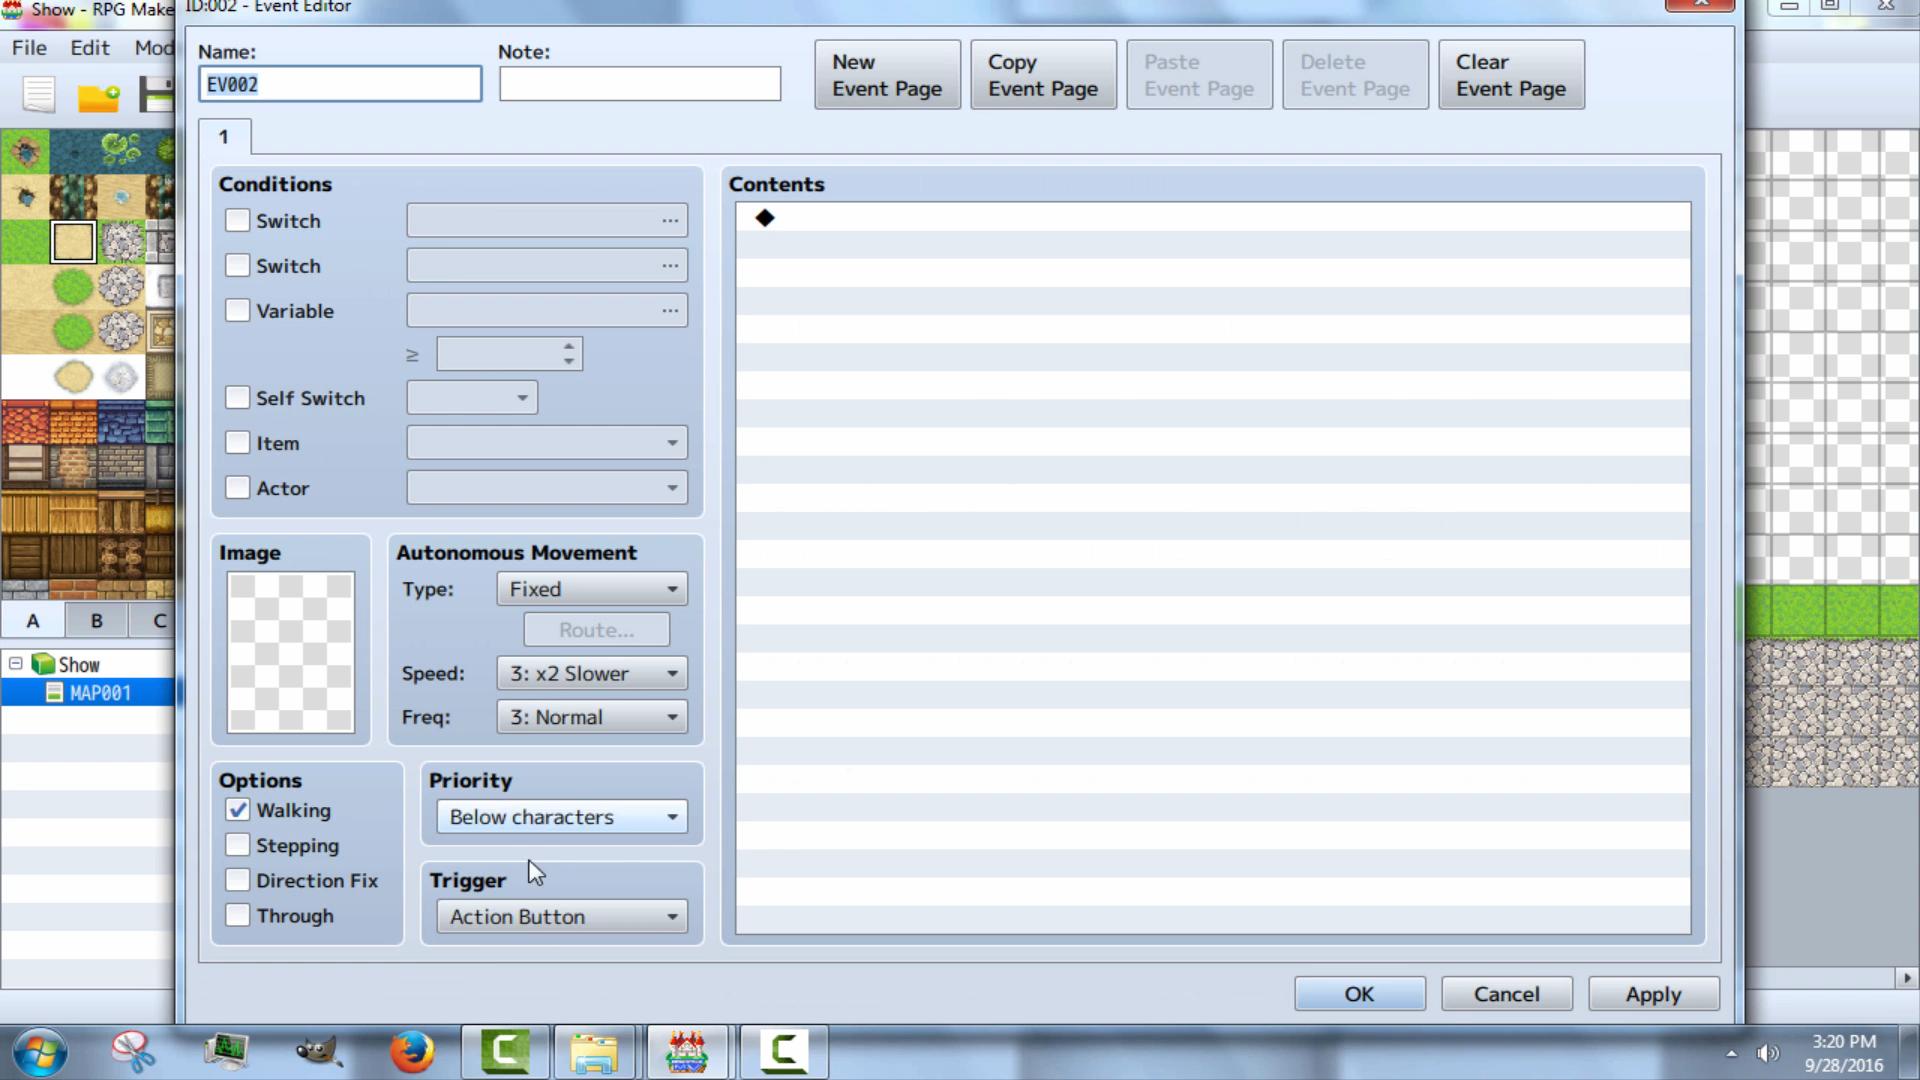 Show - RPG Make
ID:002 - Event Editor
File Edit Mod
Name:
EV002
Note:
New Event Page
Copy Event Page
Paste Event Page
Delete Event Page
Clear Event Page
1
Conditions
Switch ...
Switch ...
Variable ...
≥
Self Switch
Item
Actor
Contents
◆
Image
Autonomous Movement
Type: Fixed
Route...
Speed: 3: x2 Slower
Freq: 3: Normal
Options
Walking
Stepping
Direction Fix
Through
Priority
Below characters
Trigger
Action Button
A B C
Show
MAP001
OK Cancel Apply
3:20 PM
9/28/2016